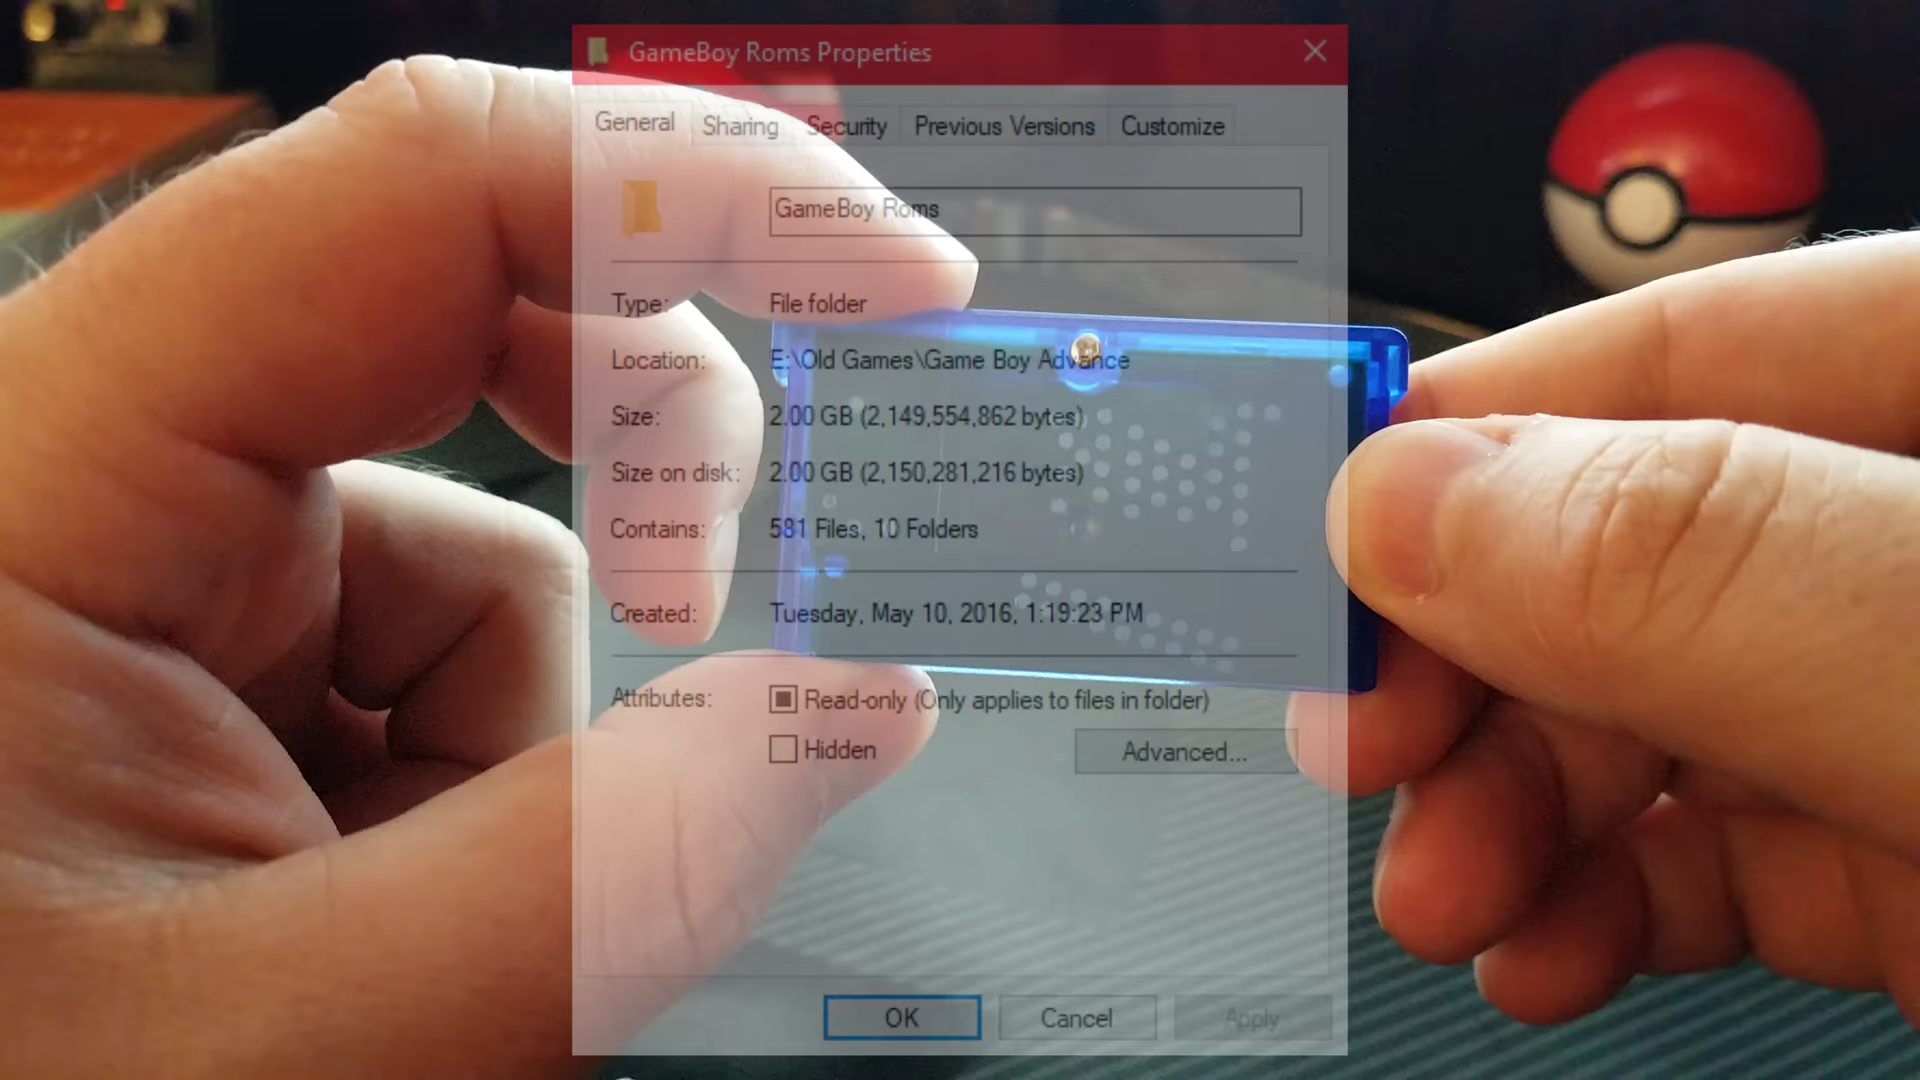 GameBoy Roms Properties
General Sharing Security Previous Versions Customize
GameBoy Roms
Type: File folder
Location: E:\Old Games\Game Boy Advance
Size: 2.00 GB (2,149,554,862 bytes)
Size on disk: 2.00 GB (2,150,281,216 bytes)
Contains: 581 Files, 10 Folders
Created: Tuesday, May 10, 2016, 1:19:23 PM
Attributes: Read-only (Only applies to files in folder)
Hidden Advanced...
OK Cancel Apply